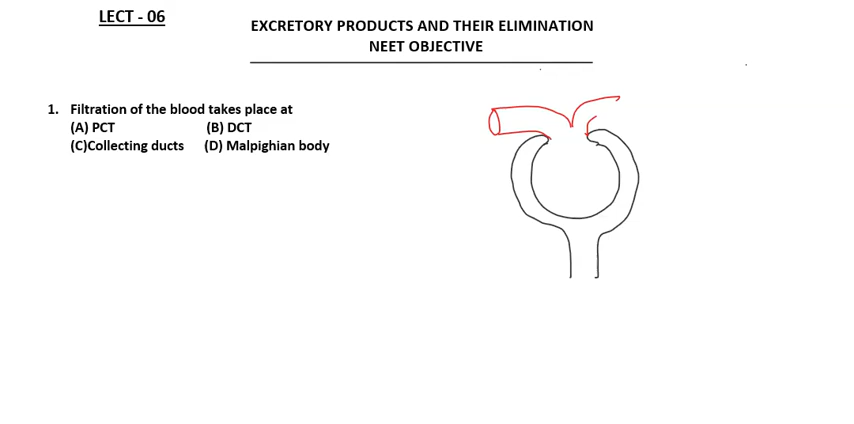 LECT - 06
EXCRETORY PRODUCTS AND THEIR ELIMINATION
NEET OBJECTIVE
1. Filtration of the blood takes place at
(A) PCT (B) DCT
(C)Collecting ducts (D) Malpighian body